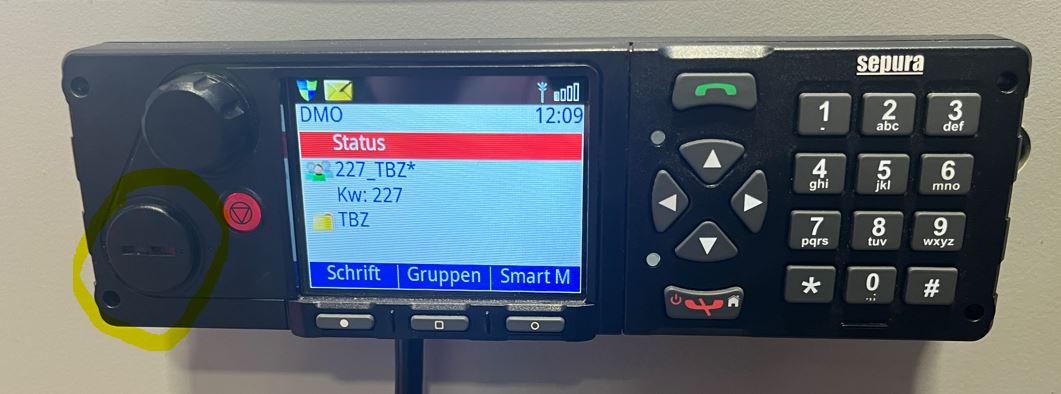 sepura
DMO 12:09
Status
227_TBZ*
Kw: 227
TBZ
Schrift Gruppen Smart M
1 2 3
- abc def
4 5 6
ghi jkl mno
7 8 9
pqrs tuv wxyz
* 0 #
.,;